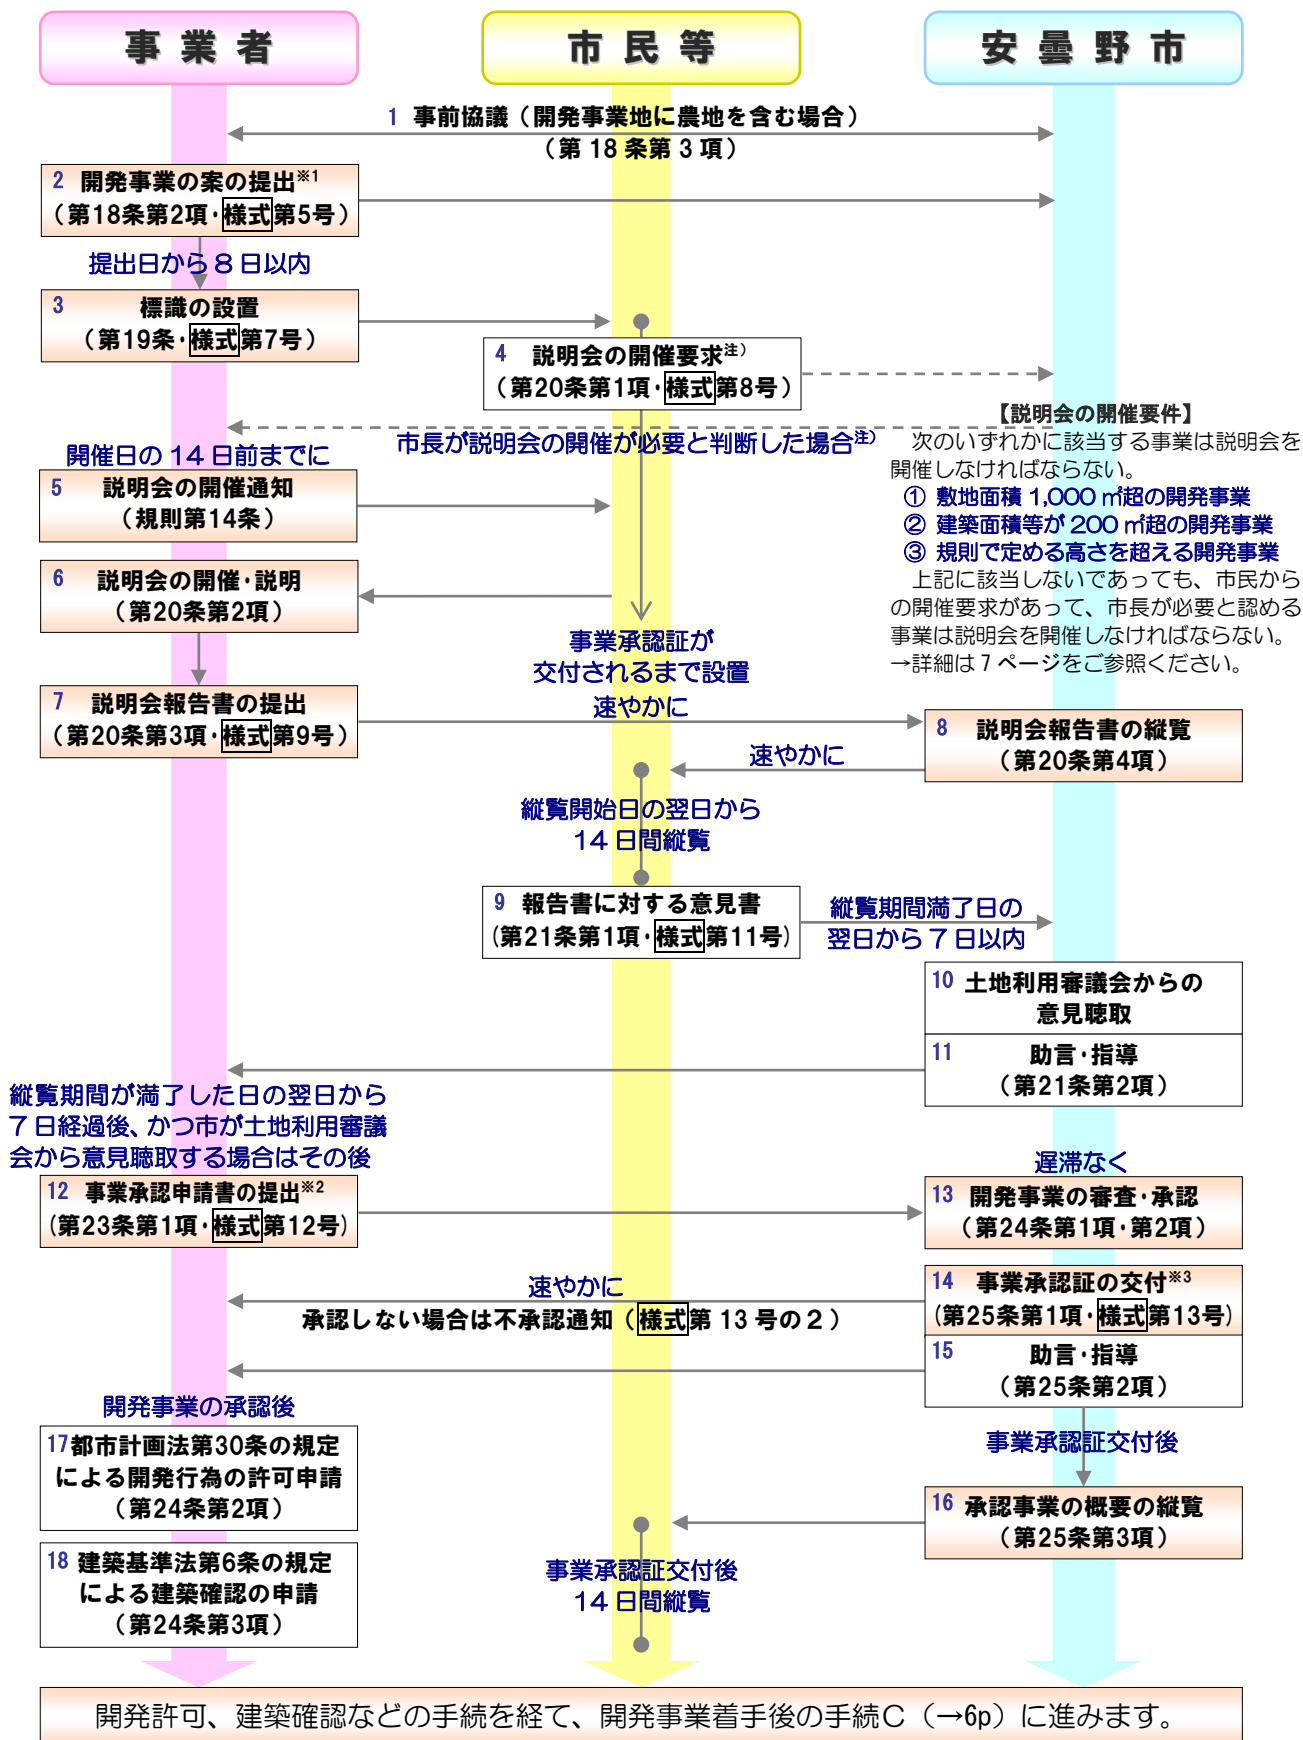 事業者
市民等
安曇野市
1 事前協議（開発事業地に農地を含む場合）
（第18条第3項）
2 開発事業の案の提出※1
（第18条第2項・様式第5号）
提出日から８日以内
3 標識の設置
（第19条・様式第7号）
4 説明会の開催要求注）
（第20条第1項・様式第8号）
市長が説明会の開催が必要と判断した場合注）
【説明会の開催要件】
次のいずれかに該当する事業は説明会を
開催しなければならない。
① 敷地面積 1,000 ㎡超の開発事業
② 建築面積等が 200 ㎡超の開発事業
③ 規則で定める高さを超える開発事業
上記に該当しないであっても、市民から
の開催要求があって、市長が必要と認める
事業は説明会を開催しなければならない。
→詳細は７ページをご参照ください。
開催日の 14 日前までに
5 説明会の開催通知
（規則第14条）
6 説明会の開催・説明
（第20条第2項）
事業承認証が
交付されるまで設置
7 説明会報告書の提出
（第20条第3項・様式第9号）
速やかに
8 説明会報告書の縦覧
（第20条第4項）
速やかに
縦覧開始日の翌日から
14 日間縦覧
9 報告書に対する意見書
(第21条第1項・様式第11号)
縦覧期間満了日の
翌日から７日以内
10 土地利用審議会からの
意見聴取
11 助言・指導
（第21条第2項）
縦覧期間が満了した日の翌日から
７日経過後、かつ市が土地利用審議
会から意見聴取する場合はその後
12 事業承認申請書の提出※2
(第23条第1項・様式第12号)
遅滞なく
13 開発事業の審査・承認
（第24条第1項・第2項）
14 事業承認証の交付※3
(第25条第1項・様式第13号)
速やかに
承認しない場合は不承認通知（様式第 13 号の２）
15 助言・指導
（第25条第2項）
開発事業の承認後
17都市計画法第30条の規定
による開発行為の許可申請
（第24条第2項）
事業承認証交付後
16 承認事業の概要の縦覧
（第25条第3項）
18 建築基準法第6条の規定
による建築確認の申請
（第24条第3項）
事業承認証交付後
14 日間縦覧
開発許可、建築確認などの手続を経て、開発事業着手後の手続Ｃ（→6p）に進みます。